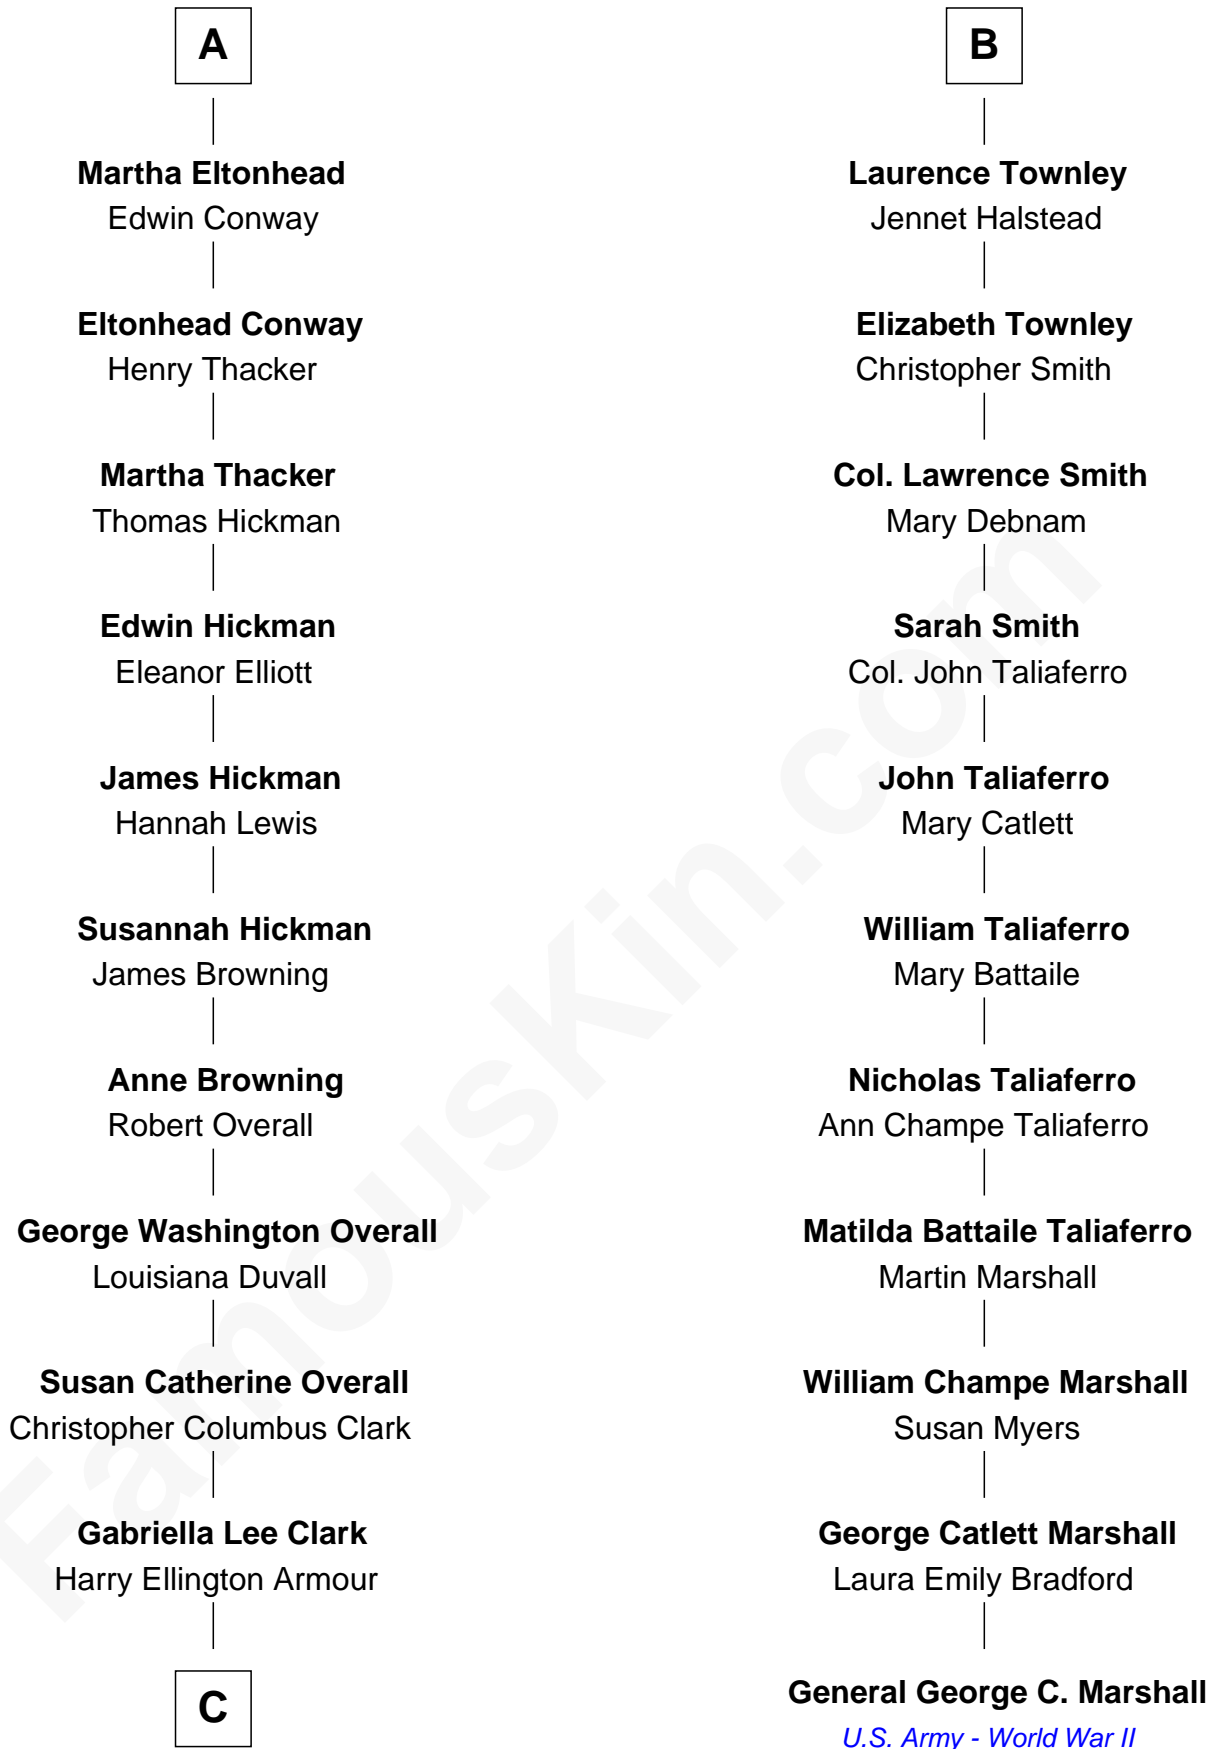 A
Martha Eltonhead
Edwin Conway
Eltonhead Conway
Henry Thacker
Martha Thacker
Thomas Hickman
Edwin Hickman
Eleanor Elliott
James Hickman
Hannah Lewis
Susannah Hickman
James Browning
Anne Browning
Robert Overall
George Washington Overall
Louisiana Duvall
Susan Catherine Overall
Christopher Columbus Clark
Gabriella Lee Clark
Harry Ellington Armour
C
B
Laurence Townley
Jennet Halstead
Elizabeth Townley
Christopher Smith
Col. Lawrence Smith
Mary Debnam
Sarah Smith
Col. John Taliaferro
John Taliaferro
Mary Catlett
William Taliaferro
Mary Battaile
Nicholas Taliaferro
Ann Champe Taliaferro
Matilda Battaile Taliaferro
Martin Marshall
William Champe Marshall
Susan Myers
George Catlett Marshall
Laura Emily Bradford
General George C. Marshall
U.S. Army - World War II
FamousKin.com